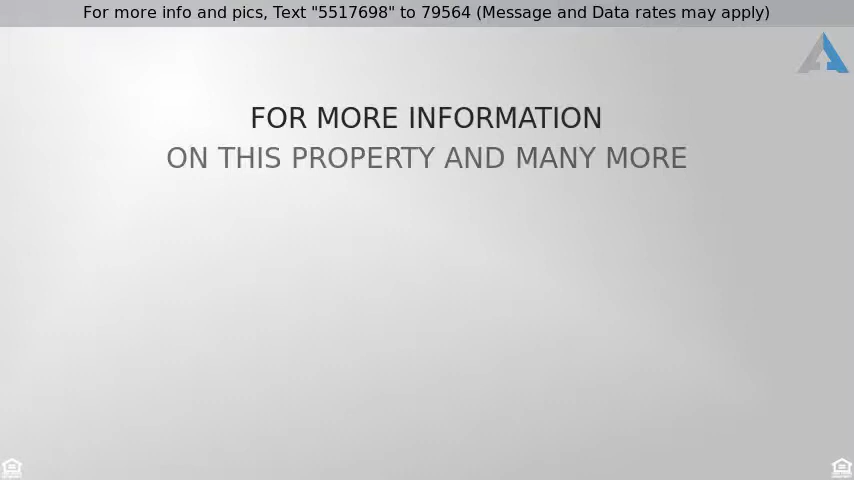 For more info and pics, Text "5517698" to 79564 (Message and Data rates may apply)
FOR MORE INFORMATION
ON THIS PROPERTY AND MANY MORE